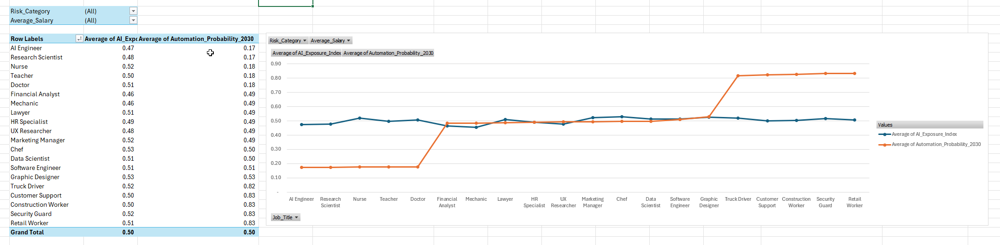 Risk_Category (All)
Average_Salary (All)
Row Labels Average of AI_Expo Average of Automation_Probability_2030
AI Engineer 0.47 0.17
Research Scientist 0.48 0.17
Nurse 0.52 0.18
Teacher 0.50 0.18
Doctor 0.51 0.18
Financial Analyst 0.46 0.49
Mechanic 0.46 0.49
Lawyer 0.51 0.49
HR Specialist 0.49 0.49
UX Researcher 0.48 0.49
Marketing Manager 0.52 0.49
Chef 0.53 0.50
Data Scientist 0.51 0.50
Software Engineer 0.51 0.51
Graphic Designer 0.53 0.53
Truck Driver 0.52 0.82
Customer Support 0.50 0.83
Construction Worker 0.50 0.83
Security Guard 0.52 0.83
Retail Worker 0.51 0.83
Grand Total 0.50 0.50
Risk_Category Average_Salary
Average of AI_Exposure_Index Average of Automation_Probability_2030
0.90
0.80
0.70
0.60
0.50
0.40
0.30
0.20
0.10
-
AI Engineer Research Nurse Teacher Doctor Financial Mechanic Lawyer HR UX Marketing Chef Data Software Graphic Truck Driver Customer Construction Security Retail
Scientist Analyst Specialist Researcher Manager Scientist Engineer Designer Support Worker Guard Worker
Job_Title
Values
Average of AI_Exposure_Index
Average of Automation_Probability_2030